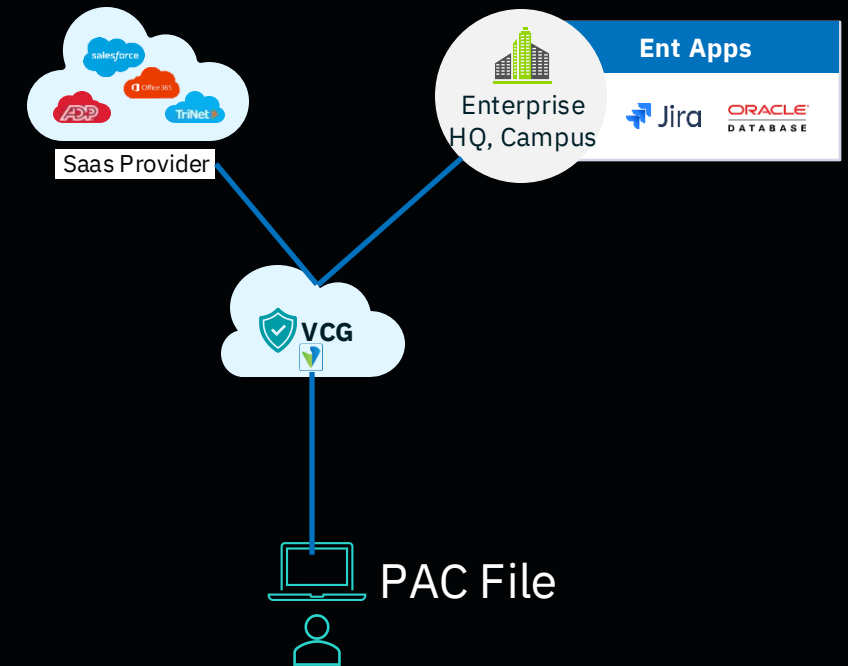 salesforce
Office 365
ADP
TriNet
Saas Provider
Enterprise
HQ, Campus
Ent Apps
Jira
ORACLE
DATABASE
VCG
PAC File